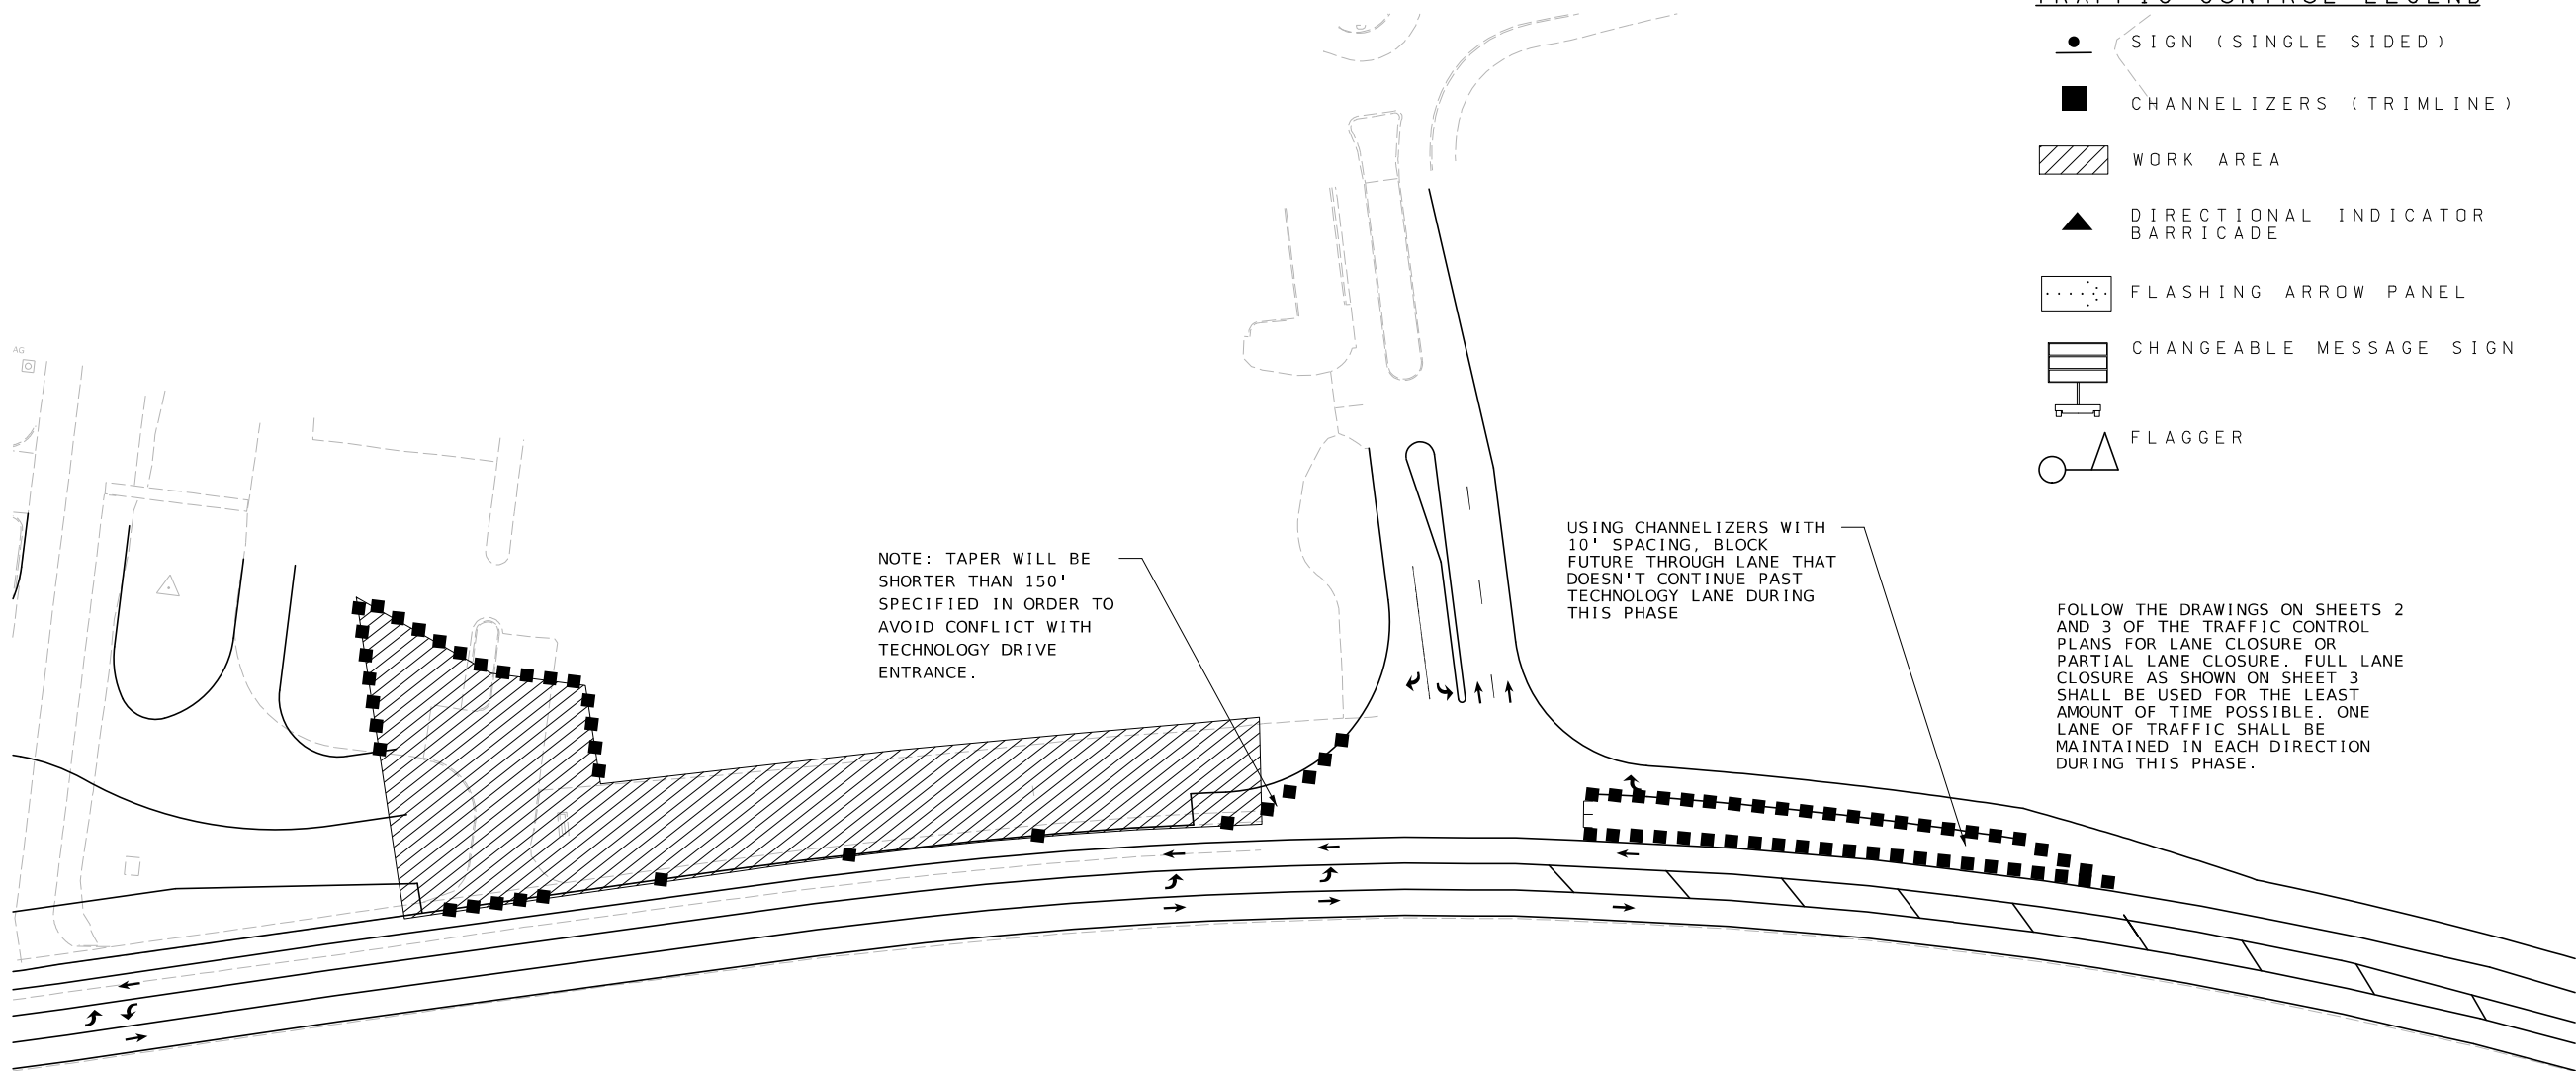 TRAFFIC CONTROL LEGEND
SIGN (SINGLE SIDED)
CHANNELIZERS (TRIMLINE)
WORK AREA
DIRECTIONAL INDICATOR
BARRICADE
FLASHING ARROW PANEL
CHANGEABLE MESSAGE SIGN
FLAGGER
AG
NOTE: TAPER WILL BE
SHORTER THAN 150'
SPECIFIED IN ORDER TO
AVOID CONFLICT WITH
TECHNOLOGY DRIVE
ENTRANCE.
USING CHANNELIZERS WITH
10' SPACING, BLOCK
FUTURE THROUGH LANE THAT
DOESN'T CONTINUE PAST
TECHNOLOGY LANE DURING
THIS PHASE
FOLLOW THE DRAWINGS ON SHEETS 2
AND 3 OF THE TRAFFIC CONTROL
PLANS FOR LANE CLOSURE OR
PARTIAL LANE CLOSURE. FULL LANE
CLOSURE AS SHOWN ON SHEET 3
SHALL BE USED FOR THE LEAST
AMOUNT OF TIME POSSIBLE. ONE
LANE OF TRAFFIC SHALL BE
MAINTAINED IN EACH DIRECTION
DURING THIS PHASE.